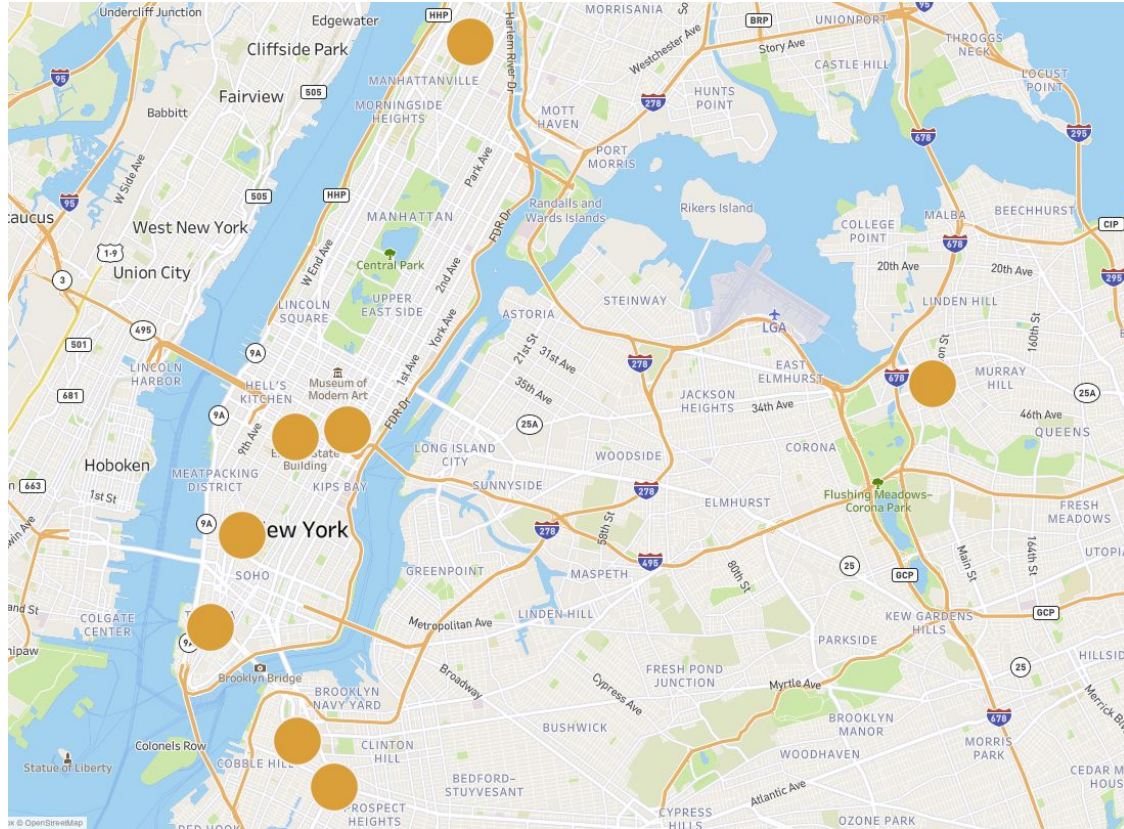 Undercliff Junction
Edgewater
HHP
Harlem River Dr
MORRISANIA
BRP
UNIONPORT
95
THROGGS
NECK
Cliffside Park
Westchester Ave
Story Ave
CASTLE HILL
95
Fairview
505
MANHATTANVILLE
278
HUNTS
POINT
LOCUST
POINT
Babbitt
MORNINGSIDE
HEIGHTS
MOTT
HAVEN
678
295
W Side Ave
505
Park Ave
PORT
MORRIS
95
HHP
Randalls and
Wards Islands
Rikers Island
West New York
MANHATTAN
FDR Dr
COLLEGE
POINT
MALBA
BEECHHURST
CIP
1-9
678
Union City
W End Ave
Central Park
2nd Ave
20th Ave
20th Ave
295
3
LINCOLN
SQUARE
UPPER
EAST SIDE
STEINWAY
LINDEN HILL
495
York Ave
ASTORIA
LGA
160th St
501
LINCOLN
HARBOR
9A
21st St
31st Ave
278
EAST
ELMHURST
678
MURRAY
HILL
HELL'S
KITCHEN
Museum of
Modern Art
1st Ave
35th Ave
JACKSON
HEIGHTS
681
9A
9th Ave
FDR Dr
25A
34th Ave
25A
46th Ave
Building
LONG ISLAND
CITY
CORONA
QUEENS
Hoboken
MEATPACKING
DISTRICT
KIPS BAY
WOODSIDE
663
1st St
SUNNYSIDE
278
ELMHURST
Flushing Meadows–
Corona Park
FRESH
MEADOWS
9A
ew York
278
58th St
495
25
Main St
164th St
UTOPIA
SOHO
GREENPOINT
MASPETH
80th St
GCP
COLGATE
CENTER
LINDEN HILL
KEW GARDENS
HILLS
GCP
Metropolitan Ave
PARKSIDE
Brooklyn Bridge
Broadway
FRESH POND
JUNCTION
25
HILLSID
BROOKLYN
NAVY YARD
Cypress Ave
Myrtle Ave
BUSHWICK
BROOKLYN
MANOR
678
Colonels Row
CLINTON
HILL
WOODHAVEN
MORRIS
PARK
Statue of Liberty
COBBLE HILL
BEDFORD–
STUYVESANT
Atlantic Ave
CEDAR M
HOUS
PROSPECT
HEIGHTS
CYPRESS
HILLS
OZONE PARK
RED HOOK
© OpenStreetMap